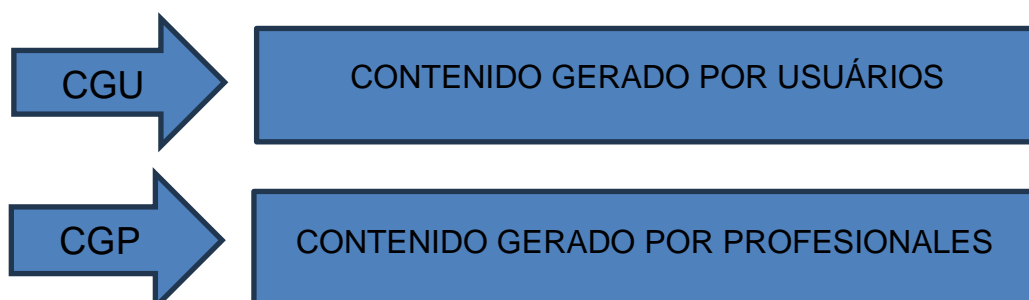 CGU
CONTENIDO GERADO POR USUÁRIOS
CGP
CONTENIDO GERADO POR PROFESIONALES